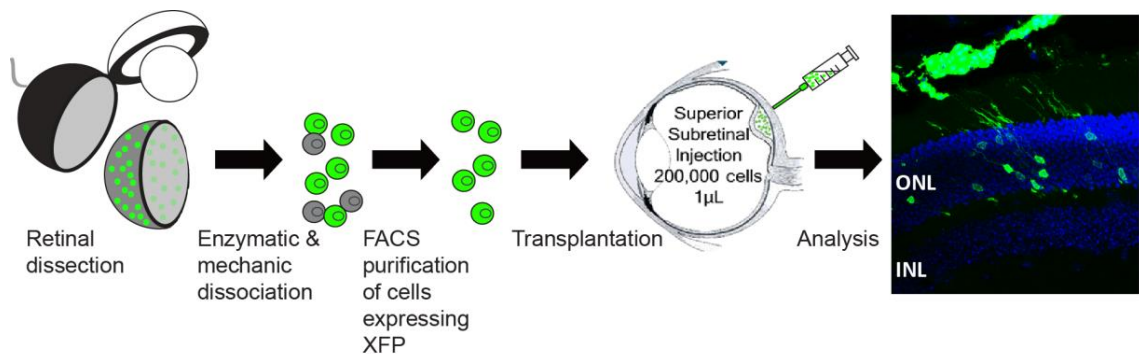 Retinal
dissection
Enzymatic &
mechanic
dissociation
FACS
purification
of cells
expressing
XFP
Transplantation
Superior
Subretinal
Injection
200,000 cells
1µL
Analysis
ONL
INL